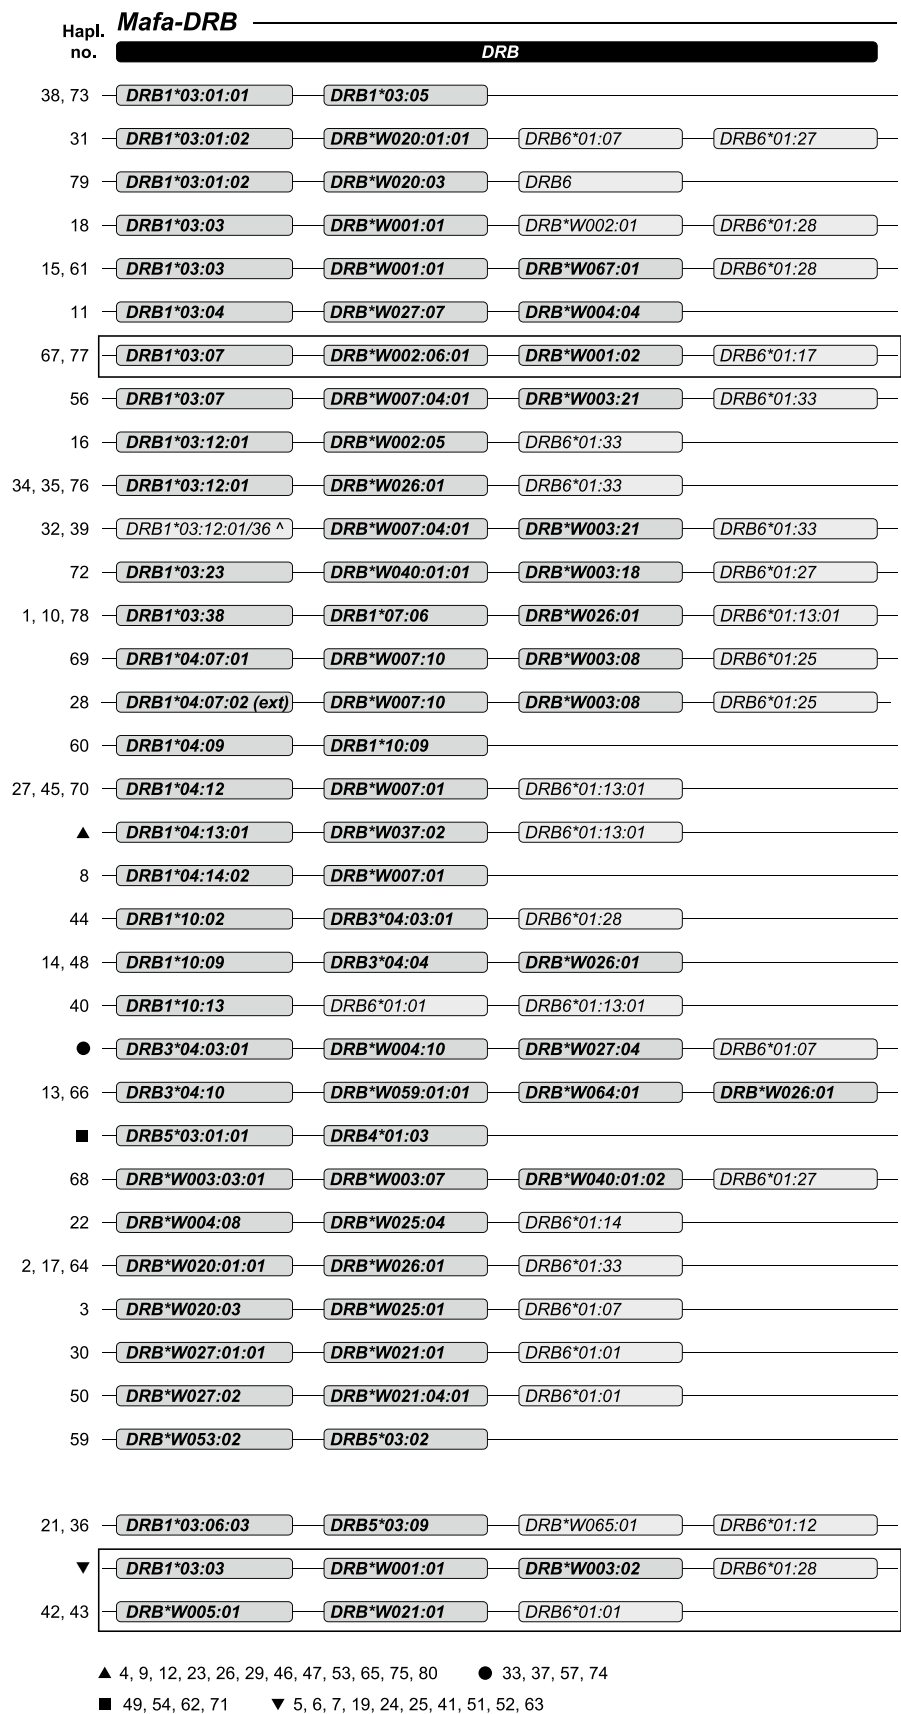 Mafa-DRB
Hapl. no.
DRB
38, 73 DRB1*03:01:01 DRB1*03:05
31 DRB1*03:01:02 DRB*W020:01:01 DRB6*01:07 DRB6*01:27
79 DRB1*03:01:02 DRB*W020:03 DRB6
18 DRB1*03:03 DRB*W001:01 DRB*W002:01 DRB6*01:28
15, 61 DRB1*03:03 DRB*W001:01 DRB*W067:01 DRB6*01:28
11 DRB1*03:04 DRB*W027:07 DRB*W004:04
67, 77 DRB1*03:07 DRB*W002:06:01 DRB*W001:02 DRB6*01:17
56 DRB1*03:07 DRB*W007:04:01 DRB*W003:21 DRB6*01:33
16 DRB1*03:12:01 DRB*W002:05 DRB6*01:33
34, 35, 76 DRB1*03:12:01 DRB*W026:01 DRB6*01:33
32, 39 DRB1*03:12:01/36 ^ DRB*W007:04:01 DRB*W003:21 DRB6*01:33
72 DRB1*03:23 DRB*W040:01:01 DRB*W003:18 DRB6*01:27
1, 10, 78 DRB1*03:38 DRB1*07:06 DRB*W026:01 DRB6*01:13:01
69 DRB1*04:07:01 DRB*W007:10 DRB*W003:08 DRB6*01:25
28 DRB1*04:07:02 (ext) DRB*W007:10 DRB*W003:08 DRB6*01:25
60 DRB1*04:09 DRB1*10:09
27, 45, 70 DRB1*04:12 DRB*W007:01 DRB6*01:13:01
▲ DRB1*04:13:01 DRB*W037:02 DRB6*01:13:01
8 DRB1*04:14:02 DRB*W007:01
44 DRB1*10:02 DRB3*04:03:01 DRB6*01:28
14, 48 DRB1*10:09 DRB3*04:04 DRB*W026:01
40 DRB1*10:13 DRB6*01:01 DRB6*01:13:01
● DRB3*04:03:01 DRB*W004:10 DRB*W027:04 DRB6*01:07
13, 66 DRB3*04:10 DRB*W059:01:01 DRB*W064:01 DRB*W026:01
■ DRB5*03:01:01 DRB4*01:03
68 DRB*W003:03:01 DRB*W003:07 DRB*W040:01:02 DRB6*01:27
22 DRB*W004:08 DRB*W025:04 DRB6*01:14
2, 17, 64 DRB*W020:01:01 DRB*W026:01 DRB6*01:33
3 DRB*W020:03 DRB*W025:01 DRB6*01:07
30 DRB*W027:01:01 DRB*W021:01 DRB6*01:01
50 DRB*W027:02 DRB*W021:04:01 DRB6*01:01
59 DRB*W053:02 DRB5*03:02
21, 36 DRB1*03:06:03 DRB5*03:09 DRB*W065:01 DRB6*01:12
▼ DRB1*03:03 DRB*W001:01 DRB*W003:02 DRB6*01:28
42, 43 DRB*W005:01 DRB*W021:01 DRB6*01:01
▲ 4, 9, 12, 23, 26, 29, 46, 47, 53, 65, 75, 80 ● 33, 37, 57, 74
■ 49, 54, 62, 71 ▼ 5, 6, 7, 19, 24, 25, 41, 51, 52, 63